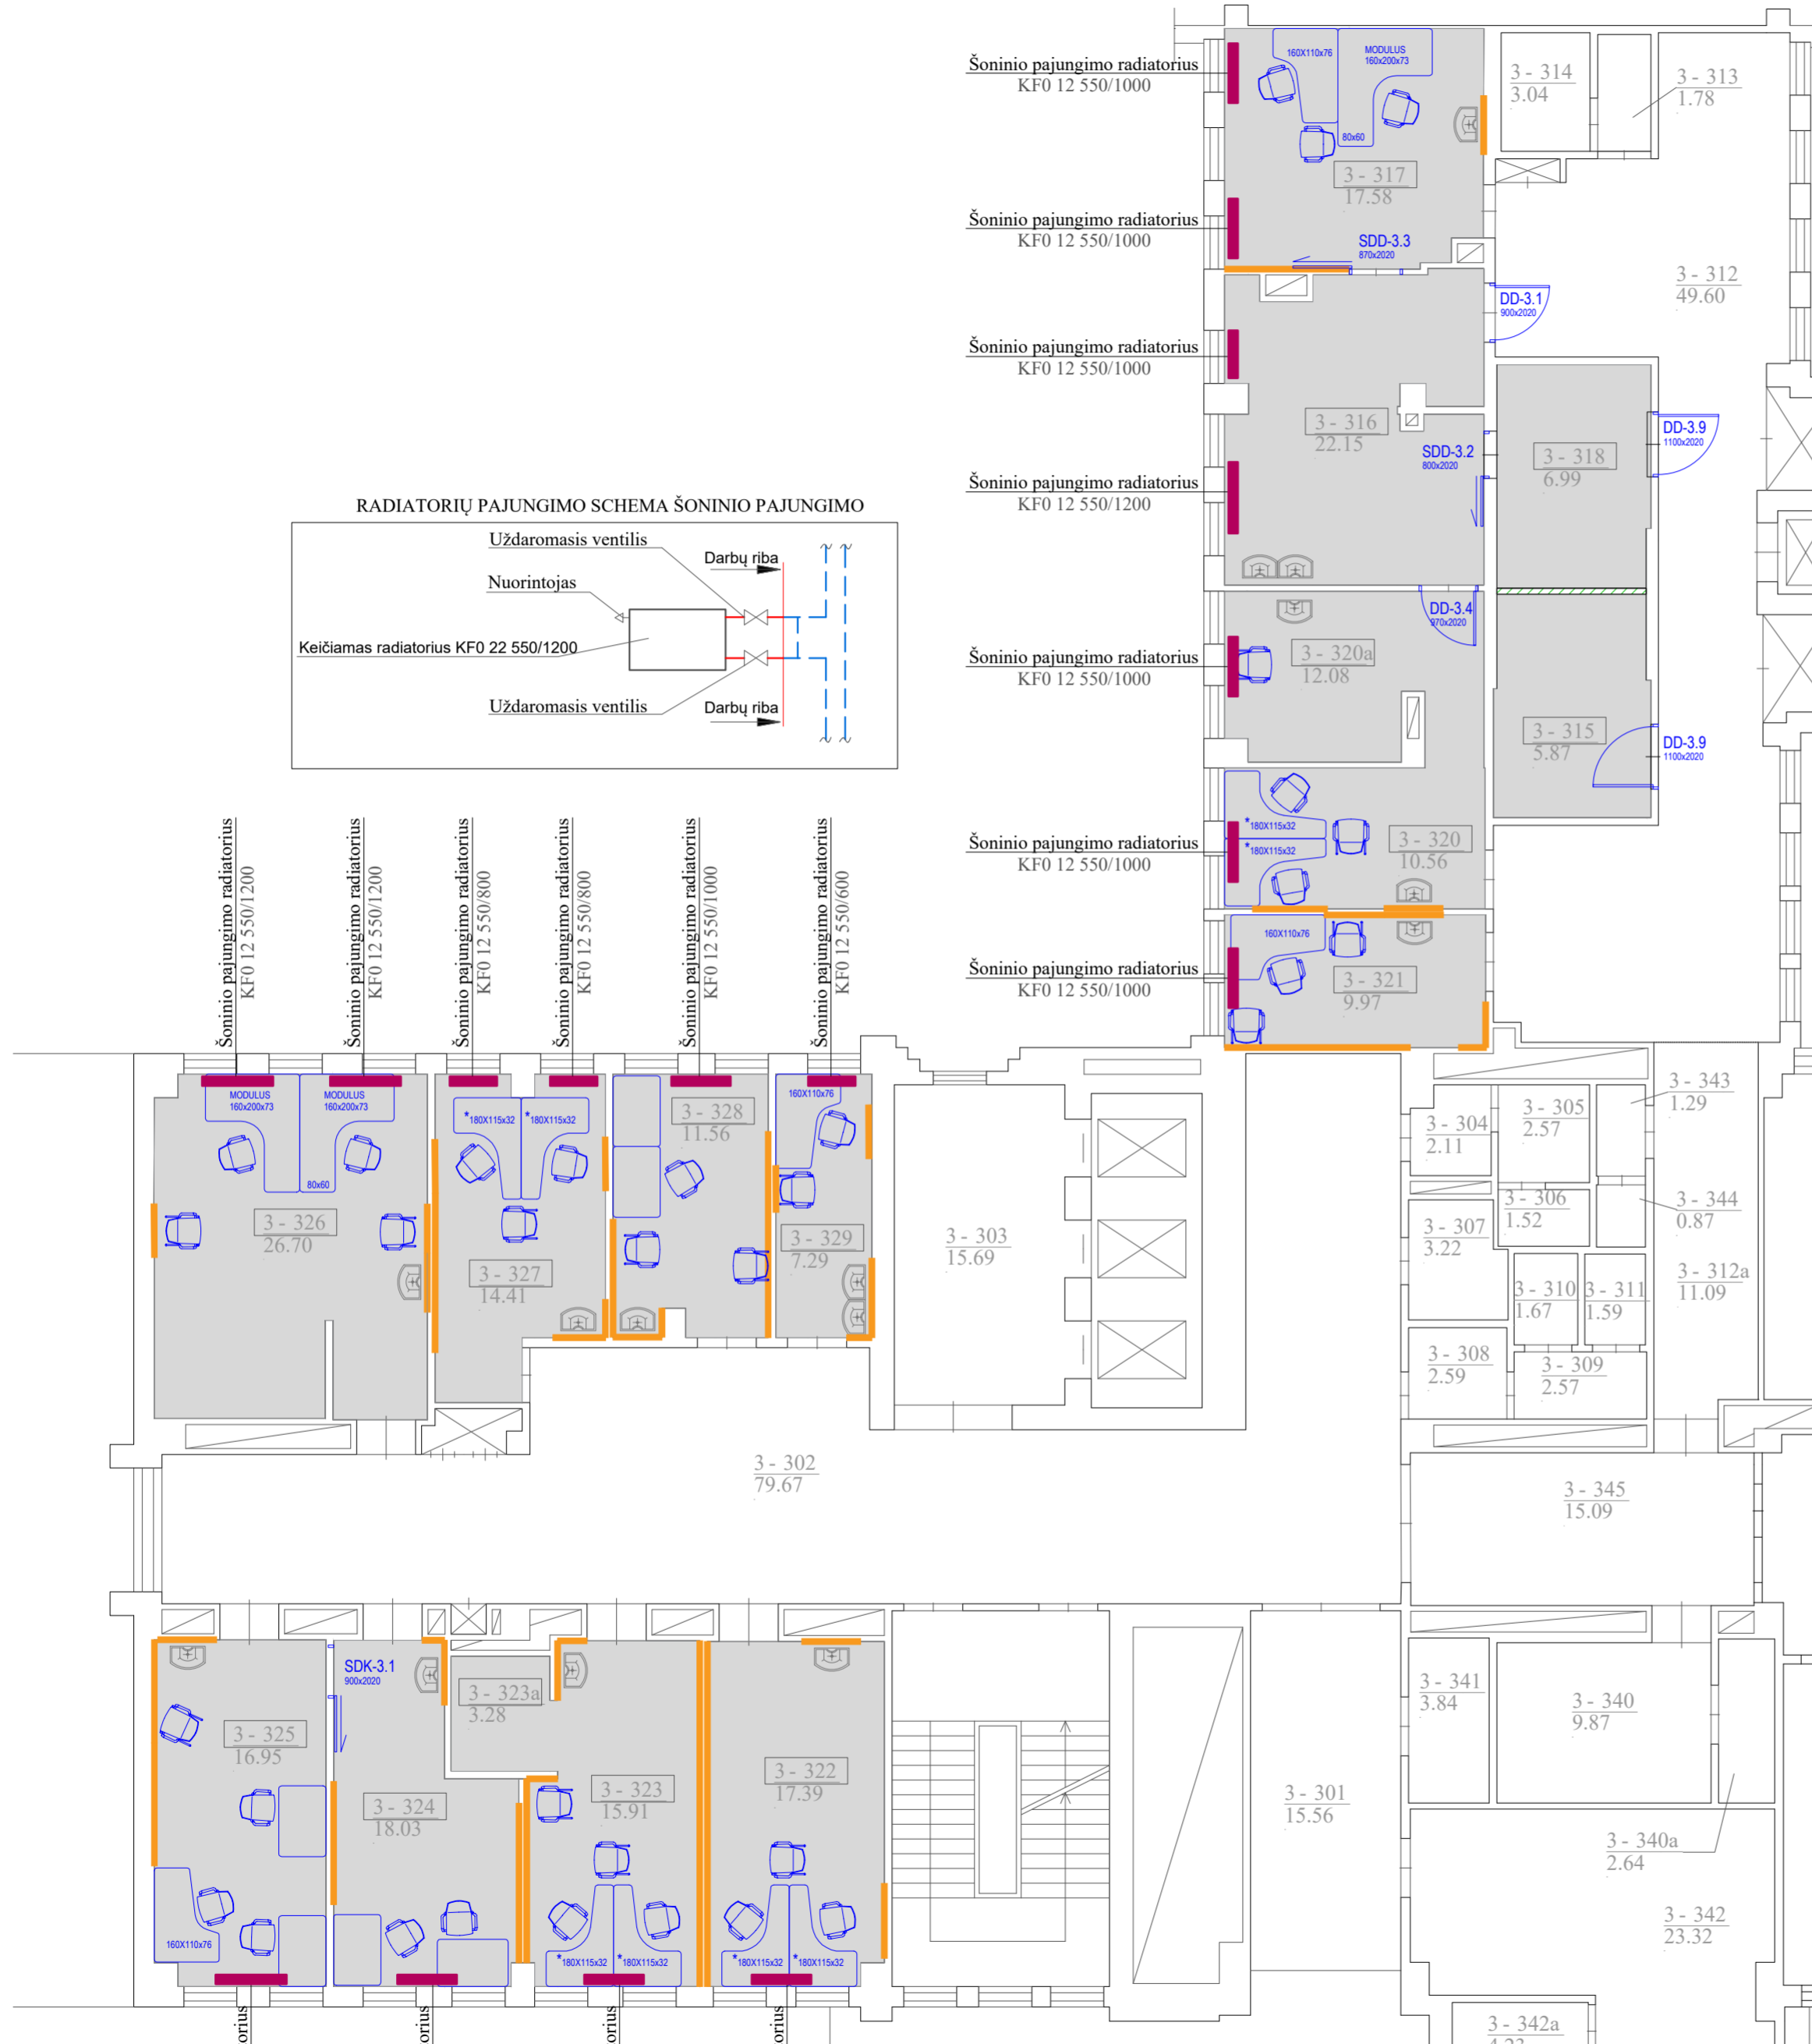 Šoninio pajungimo radiatorius
KF0 12 550/1000
160X110x76
MODULUS
160x200x73
80x60
3 - 314
3.04
3 - 313
1.78
3 - 317
17.58
Šoninio pajungimo radiatorius
KF0 12 550/1000
SDD-3.3
870x2020
3 - 312
49.60
DD-3.1
900x2020
Šoninio pajungimo radiatorius
KF0 12 550/1000
3 - 316
22.15
SDD-3.2
800x2020
3 - 318
6.99
DD-3.9
1100x2020
Šoninio pajungimo radiatorius
KF0 12 550/1200
RADIATORIŲ PAJUNGIMO SCHEMA ŠONINIO PAJUNGIMO
Uždaromasis ventilis
Darbų riba
Nuorintojas
Keičiamas radiatorius KF0 22 550/1200
Uždaromasis ventilis
Darbų riba
DD-3.4
970x2020
Šoninio pajungimo radiatorius
KF0 12 550/1000
3 - 320a
12.08
3 - 315
5.87
DD-3.9
1100x2020
Šoninio pajungimo radiatorius
KF0 12 550/1000
*180X115x32
*180X115x32
3 - 320
10.56
Šoninio pajungimo radiatorius
KF0 12 550/1000
160X110x76
3 - 321
9.97
Šoninio pajungimo radiatorius
KF0 12 550/1200
Šoninio pajungimo radiatorius
KF0 12 550/1200
Šoninio pajungimo radiatorius
KF0 12 550/800
Šoninio pajungimo radiatorius
KF0 12 550/800
Šoninio pajungimo radiatorius
KF0 12 550/1000
Šoninio pajungimo radiatorius
KF0 12 550/600
MODULUS
160x200x73
MODULUS
160x200x73
80x60
3 - 326
26.70
*180X115x32
*180X115x32
3 - 327
14.41
3 - 328
11.56
160X110x76
3 - 329
7.29
3 - 303
15.69
3 - 304
2.11
3 - 305
2.57
3 - 343
1.29
3 - 306
1.52
3 - 344
0.87
3 - 307
3.22
3 - 310
1.67
3 - 311
1.59
3 - 312a
11.09
3 - 308
2.59
3 - 309
2.57
3 - 302
79.67
3 - 345
15.09
SDK-3.1
900x2020
3 - 323a
3.28
3 - 325
16.95
3 - 324
18.03
3 - 323
15.91
3 - 322
17.39
3 - 301
15.56
3 - 341
3.84
3 - 340
9.87
3 - 340a
2.64
3 - 342
23.32
160X110x76
*180X115x32
*180X115x32
*180X115x32
*180X115x32
orius
orius
orius
orius
3 - 342a